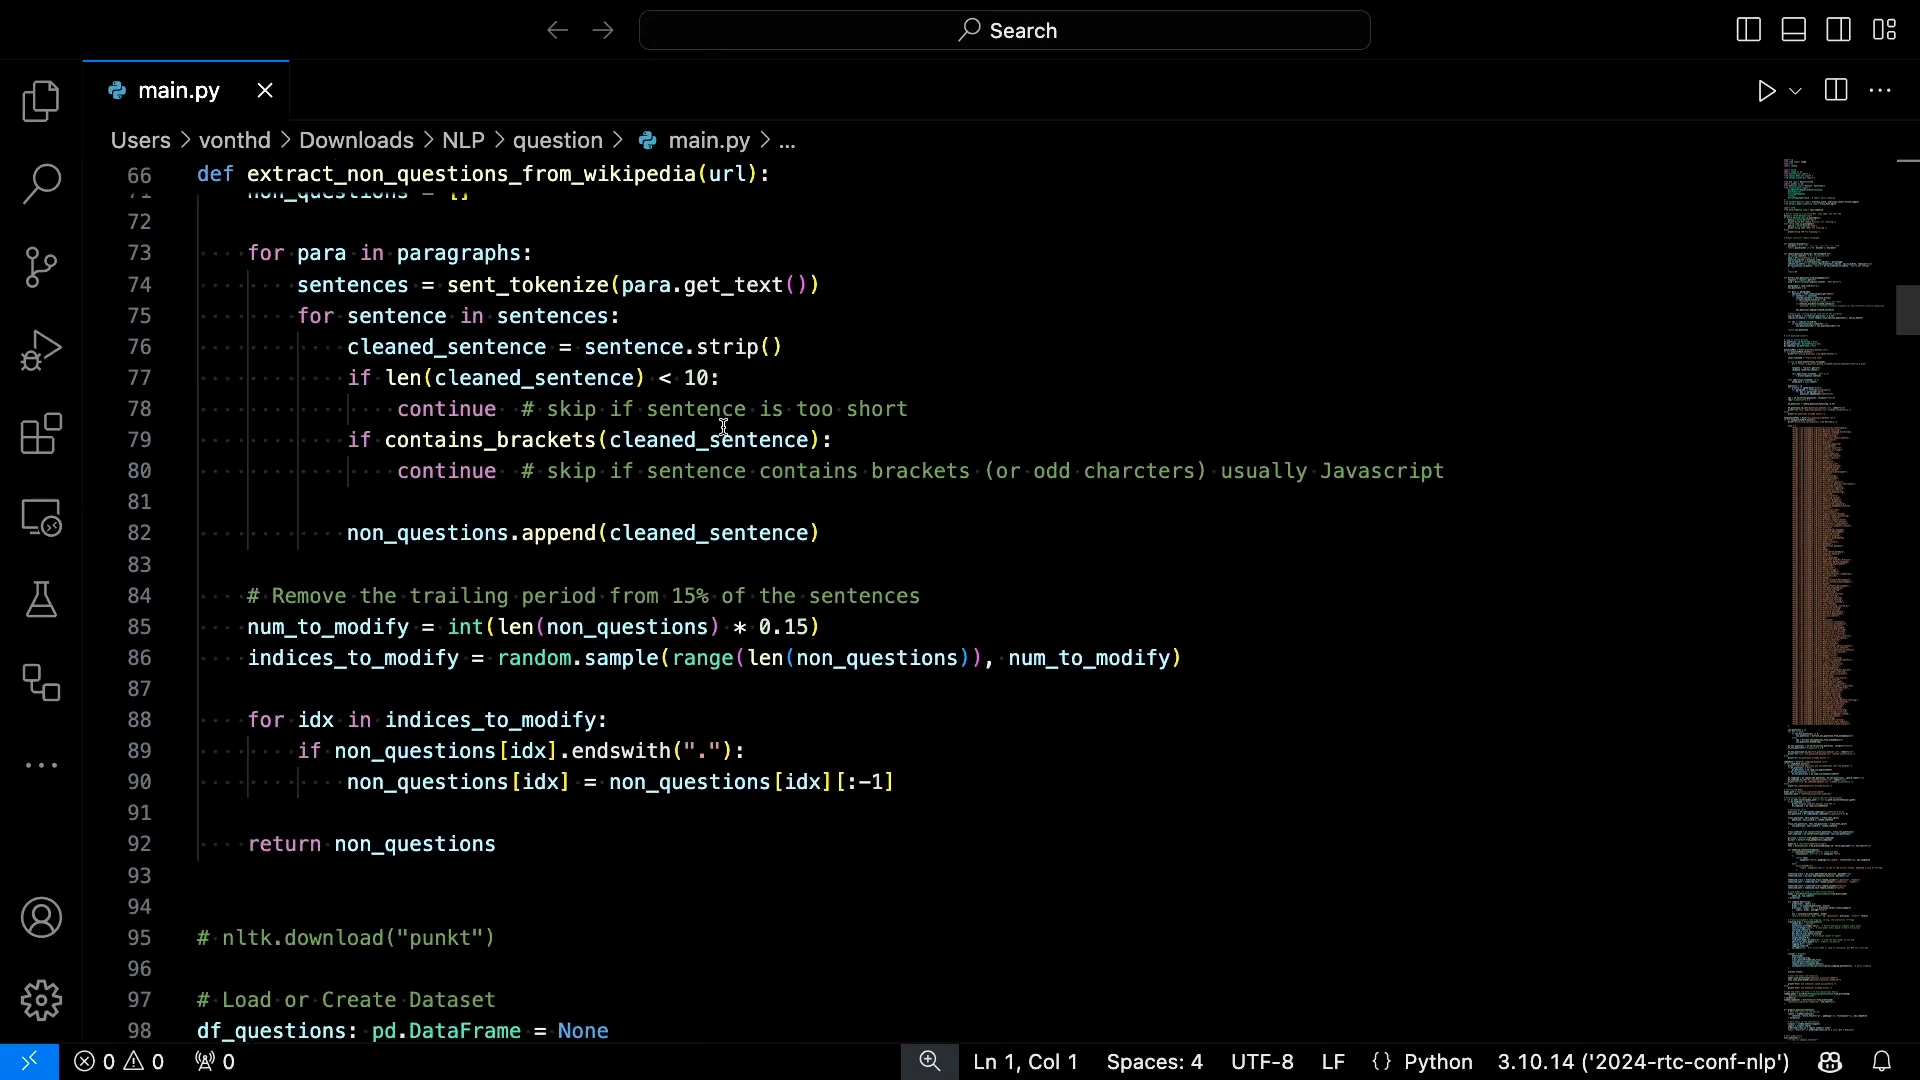 Search
main.py
Users > vonthd > Downloads > NLP > question > main.py > ...
66 def extract_non_questions_from_wikipedia(url):
71 non_questions = []
72
73 for para in paragraphs:
74 sentences = sent_tokenize(para.get_text())
75 for sentence in sentences:
76 cleaned_sentence = sentence.strip()
77 if len(cleaned_sentence) < 10:
78 continue # skip if sentence is too short
79 if contains_brackets(cleaned_sentence):
80 continue # skip if sentence contains brackets (or odd charcters) usually Javascript
81
82 non_questions.append(cleaned_sentence)
83
84 # Remove the trailing period from 15% of the sentences
85 num_to_modify = int(len(non_questions) * 0.15)
86 indices_to_modify = random.sample(range(len(non_questions)), num_to_modify)
87
88 for idx in indices_to_modify:
89 if non_questions[idx].endswith("."):
90 non_questions[idx] = non_questions[idx][:-1]
91
92 return non_questions
93
94
95 # nltk.download("punkt")
96
97 # Load or Create Dataset
98 df_questions: pd.DataFrame = None
0 0 0 Ln 1, Col 1 Spaces: 4 UTF-8 LF {} Python 3.10.14 ('2024-rtc-conf-nlp')